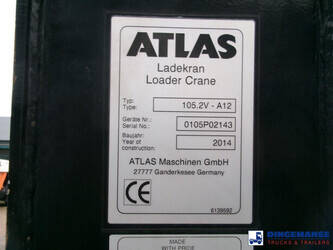 ATLAS
Ladekran
Loader Crane
Typ:
Type: 105.2V - A12
Geräte Nr.:
Serial No.: 0105P02143
Baujahr:
Year of construction: 2014
ATLAS Maschinen GmbH
27777 Ganderkesee Germany
CE
6139592
MADE
WITH PRIDE
DINGEMANSE
TRUCKS & TRAILERS